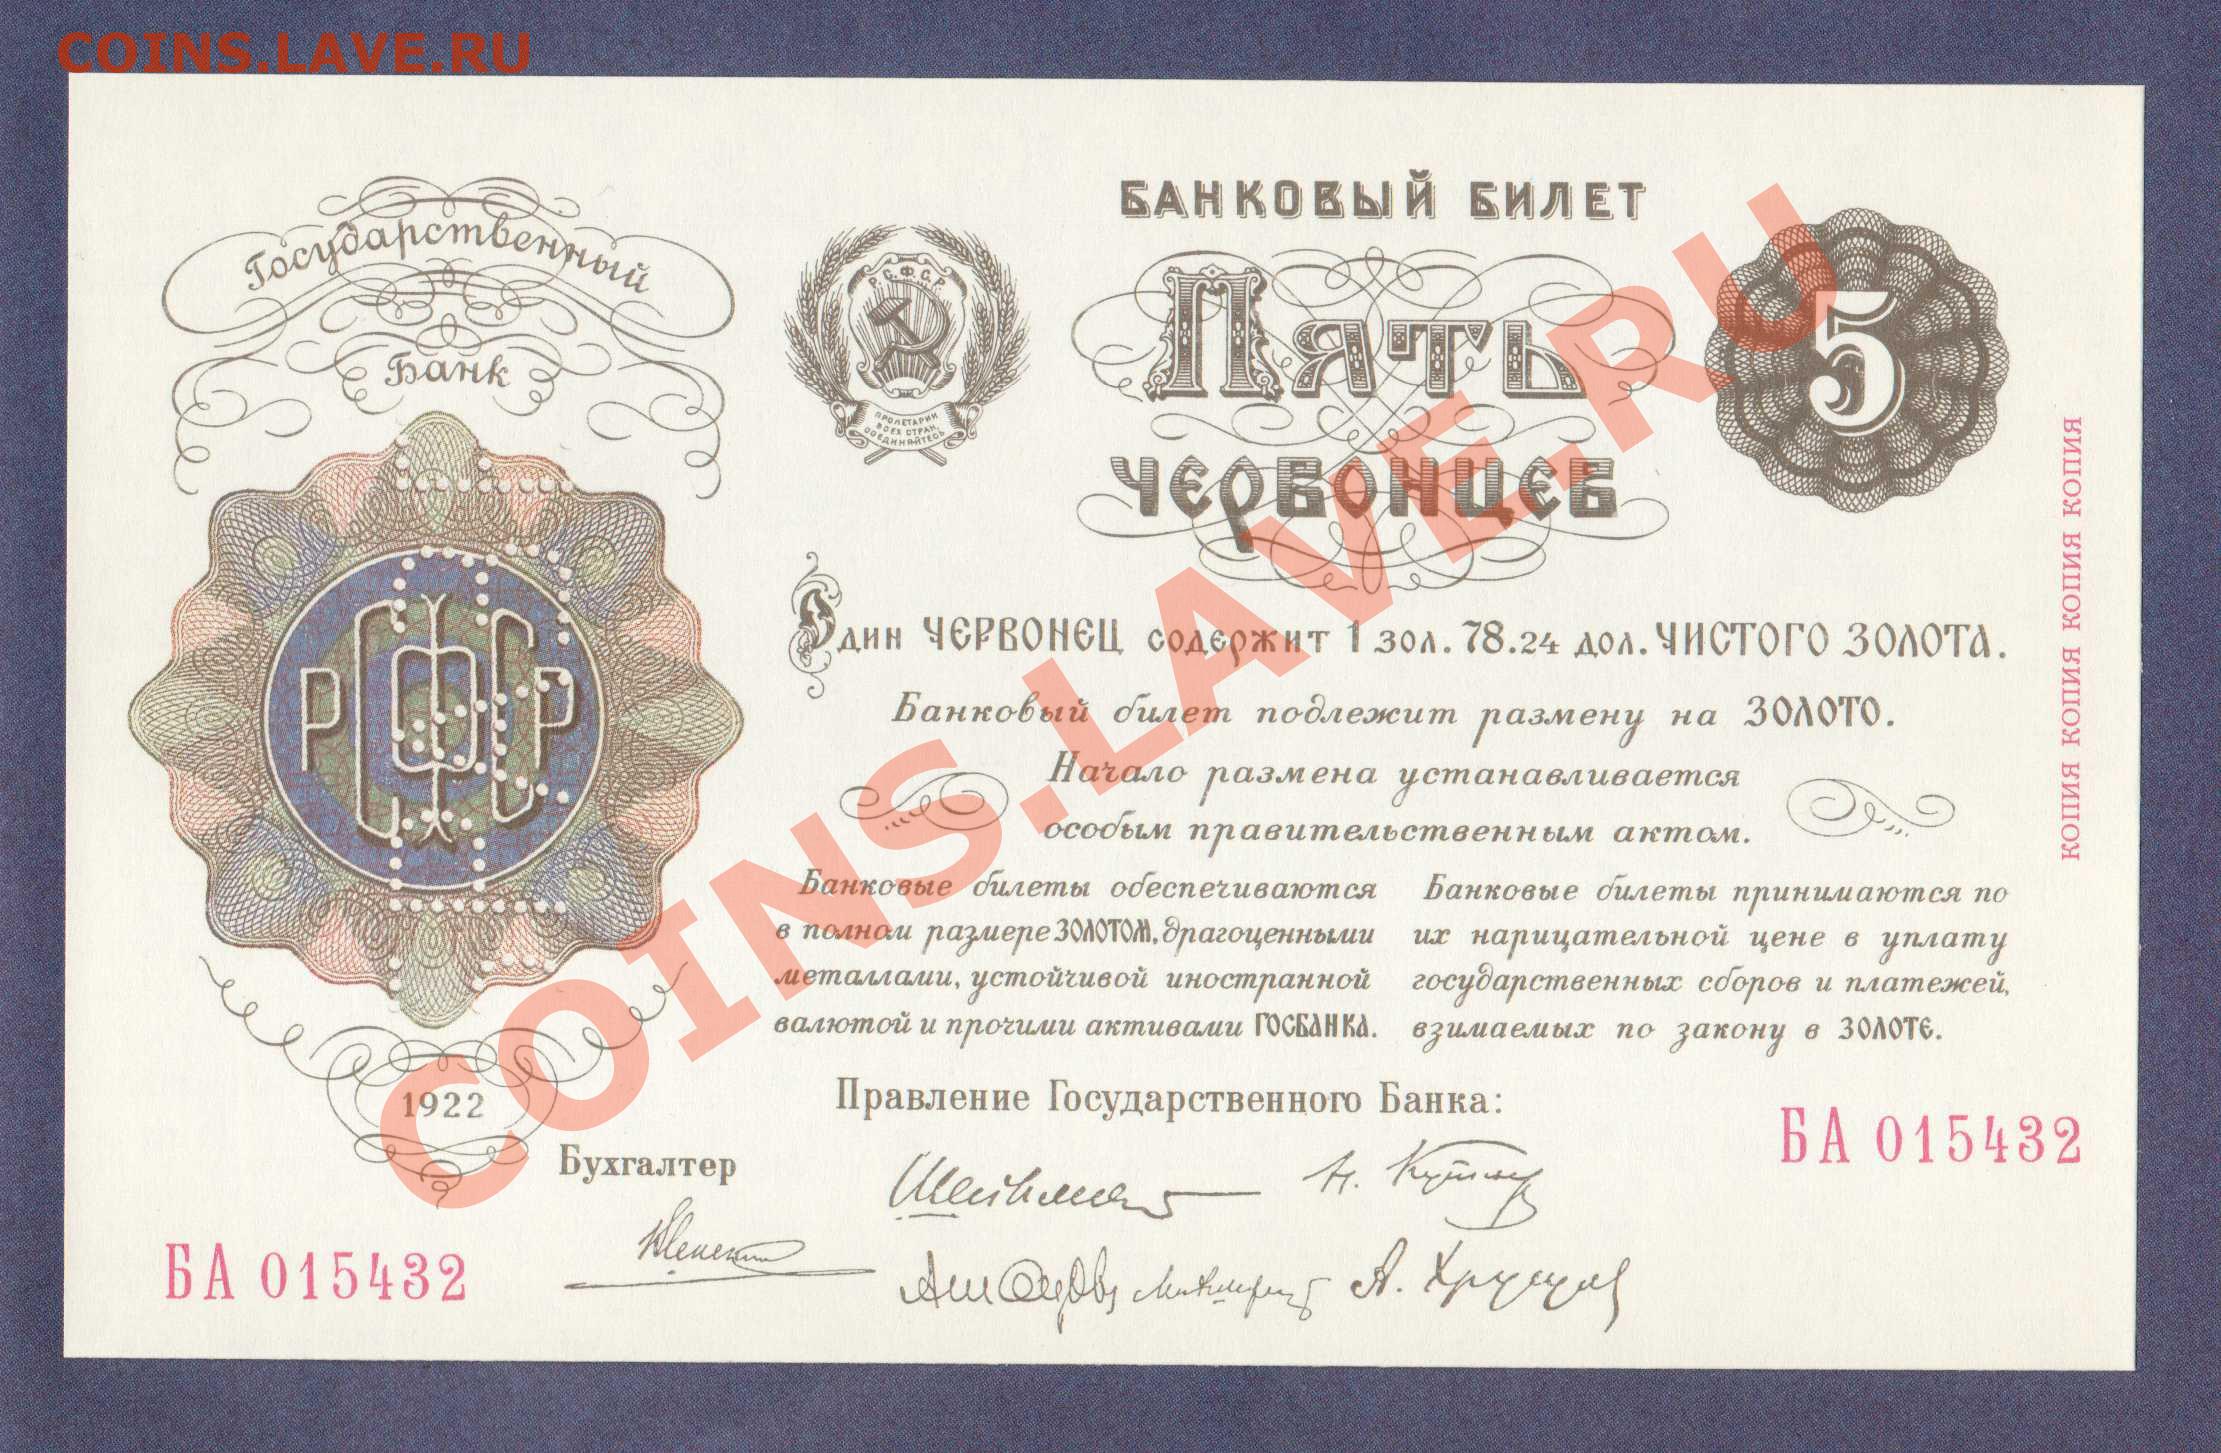 COINS.LAVE.RU
Государственный
Банк
БАНКОВЫЙ БИЛЕТ
Р.С.Ф.С.Р.
ПРОЛЕТАРИИ
ВСЕХ СТРАН,
СОЕДИНЯЙТЕСЬ
ПЯТЬ
ЧЕРВОНЦЕВ
5
РСФСР
Один ЧЕРВОНЕЦ содержит 1 зол. 78.24 дол. ЧИСТОГО ЗОЛОТА.
Банковый билет подлежит размену на ЗОЛОТО.
Начало размена устанавливается
особым правительственным актом.
Банковые билеты обеспечиваются
в полном размере ЗОЛОТОМ, драгоценными
металлами, устойчивой иностранной
валютой и прочими активами ГОСБАНКА.
Банковые билеты принимаются по
их нарицательной цене в уплату
государственных сборов и платежей,
взимаемых по закону в ЗОЛОТЕ.
1922
Правление Государственного Банка:
Бухгалтер
БА 015432
БА 015432
КОПИЯ КОПИЯ КОПИЯ КОПИЯ
COINS.LAVE.RU